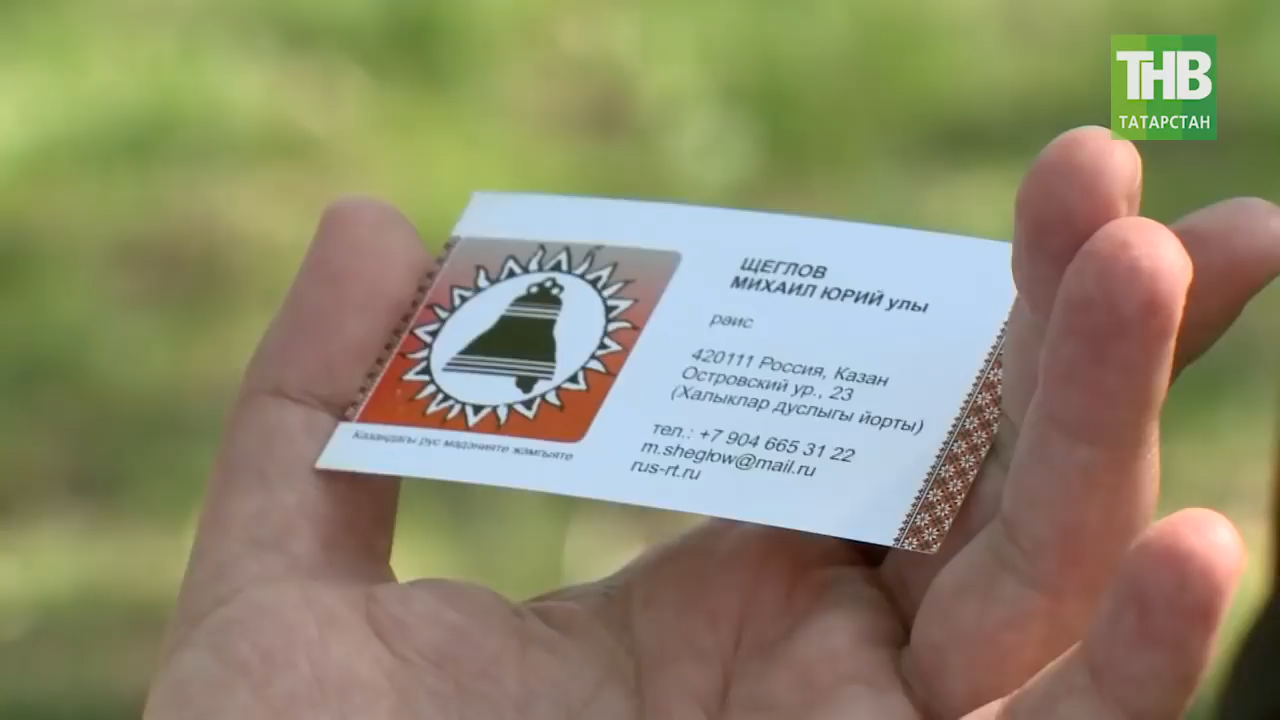 ТНВ
ТАТАРСТАН
ЩЕГЛОВ
МИХАИЛ ЮРИЙ улы
рәис
420111 Россия, Казан
Островский ур., 23
(Халыклар дуслыгы йорты)
тел.: +7 904 665 31 22
m.sheglow@mail.ru
rus-rt.ru
Казандагы рус мәдәнияте җәмгыяте